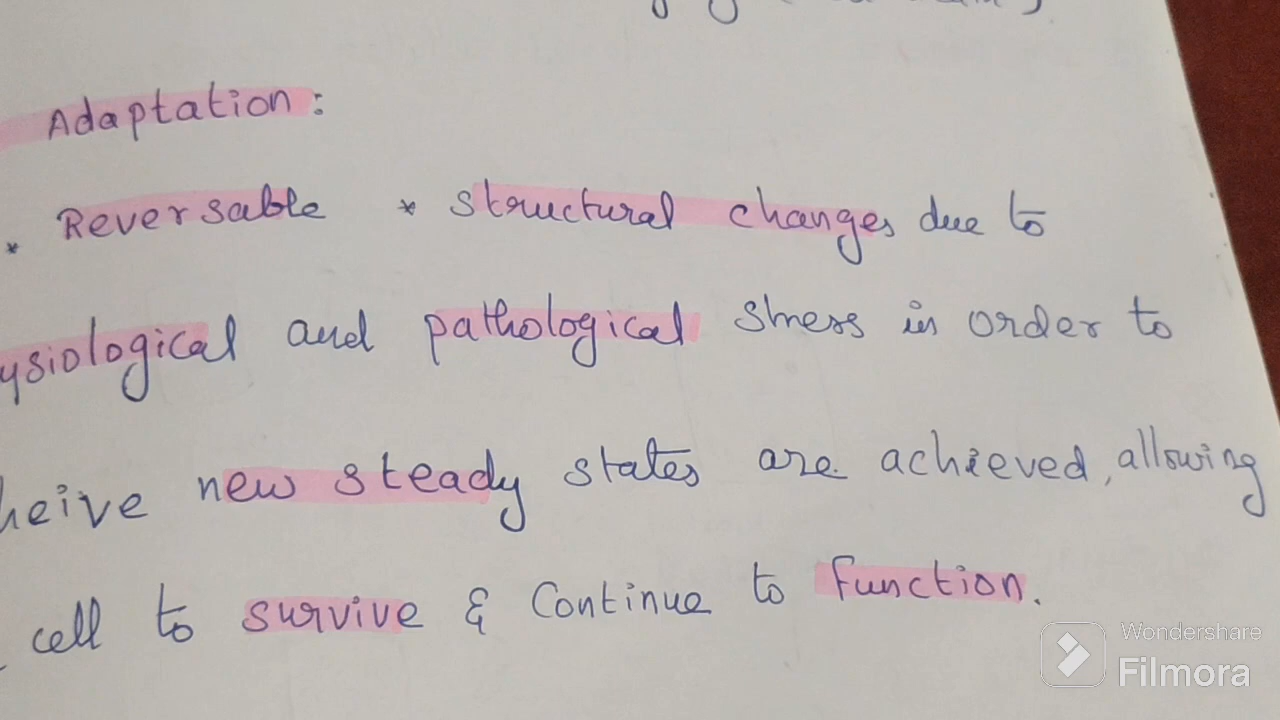 Adaptation:
* Reversable * structural changes due to
ysiological and pathological stress in order to
heive new steady states are achieved, allowing
cell to survive & Continue to function.
Wondershare
Filmora